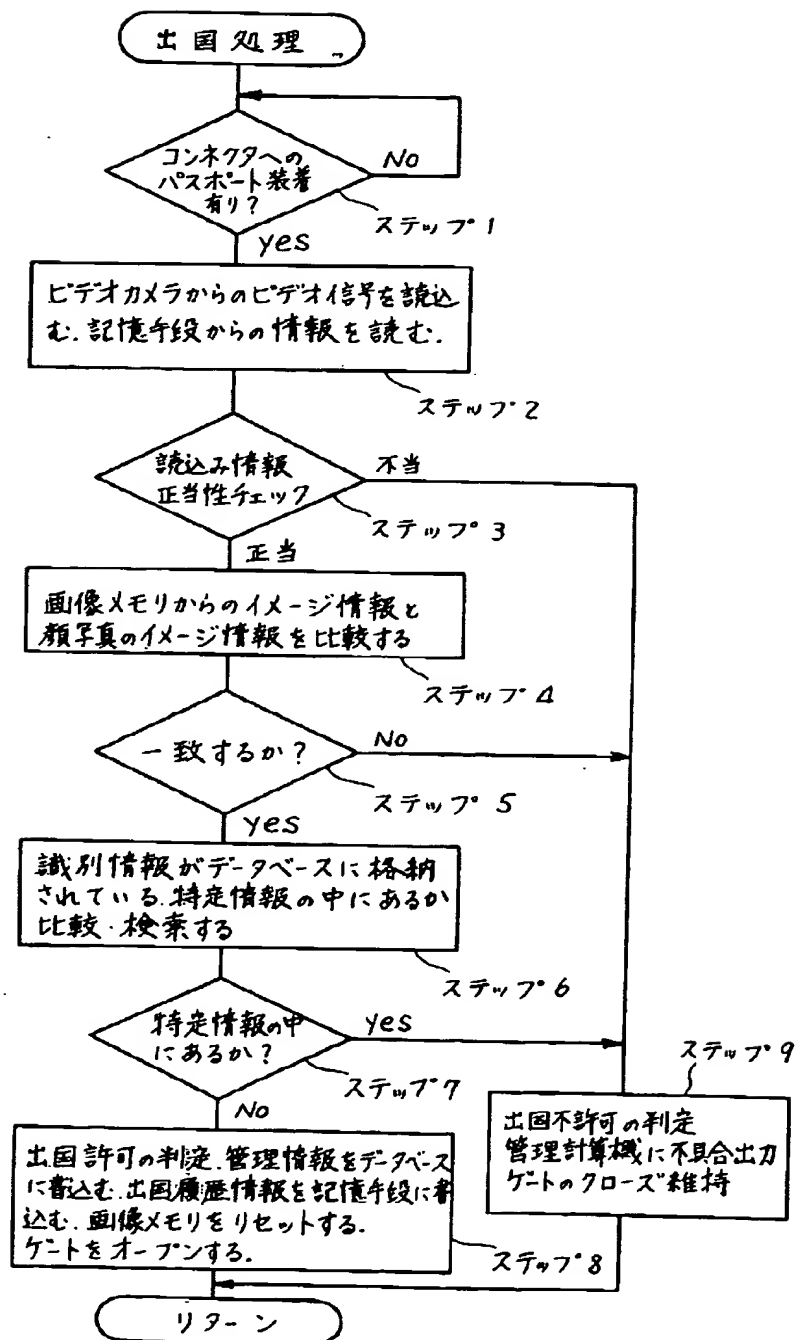 出国処理
コンネクタへの
パスポート装着
有り?
No
ステップ1
yes
ビデオカメラからのビデオ信号を読込
む.記憶手段からの情報を読む.
ステップ2
読込み情報
正当性チェック
不当
ステップ3
正当
画像メモリからのイメージ情報と
顔写真のイメージ情報を比較する
ステップ4
一致するか?
No
ステップ5
yes
識別情報がデータベースに格納
されている.特定情報の中にあるか
比較・検索する
ステップ6
特定情報の中
にあるか?
yes
ステップ7
No
ステップ9
出国不許可の判定
管理計算機に不具合出力
ゲートのクローズ維持
出国許可の判定.管理情報をデータベース
に書込む.出国履歴情報を記憶手段に書
込む.画像メモリをリセットする.
ゲートをオープンする.
ステップ8
リターン